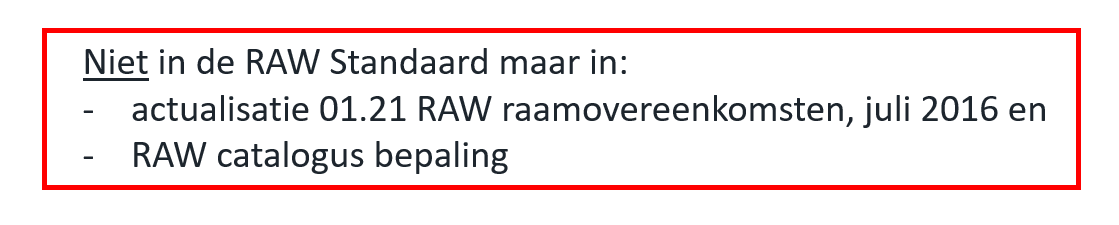 Niet in de RAW Standaard maar in:
- actualisatie 01.21 RAW raamovereenkomsten, juli 2016 en
- RAW catalogus bepaling